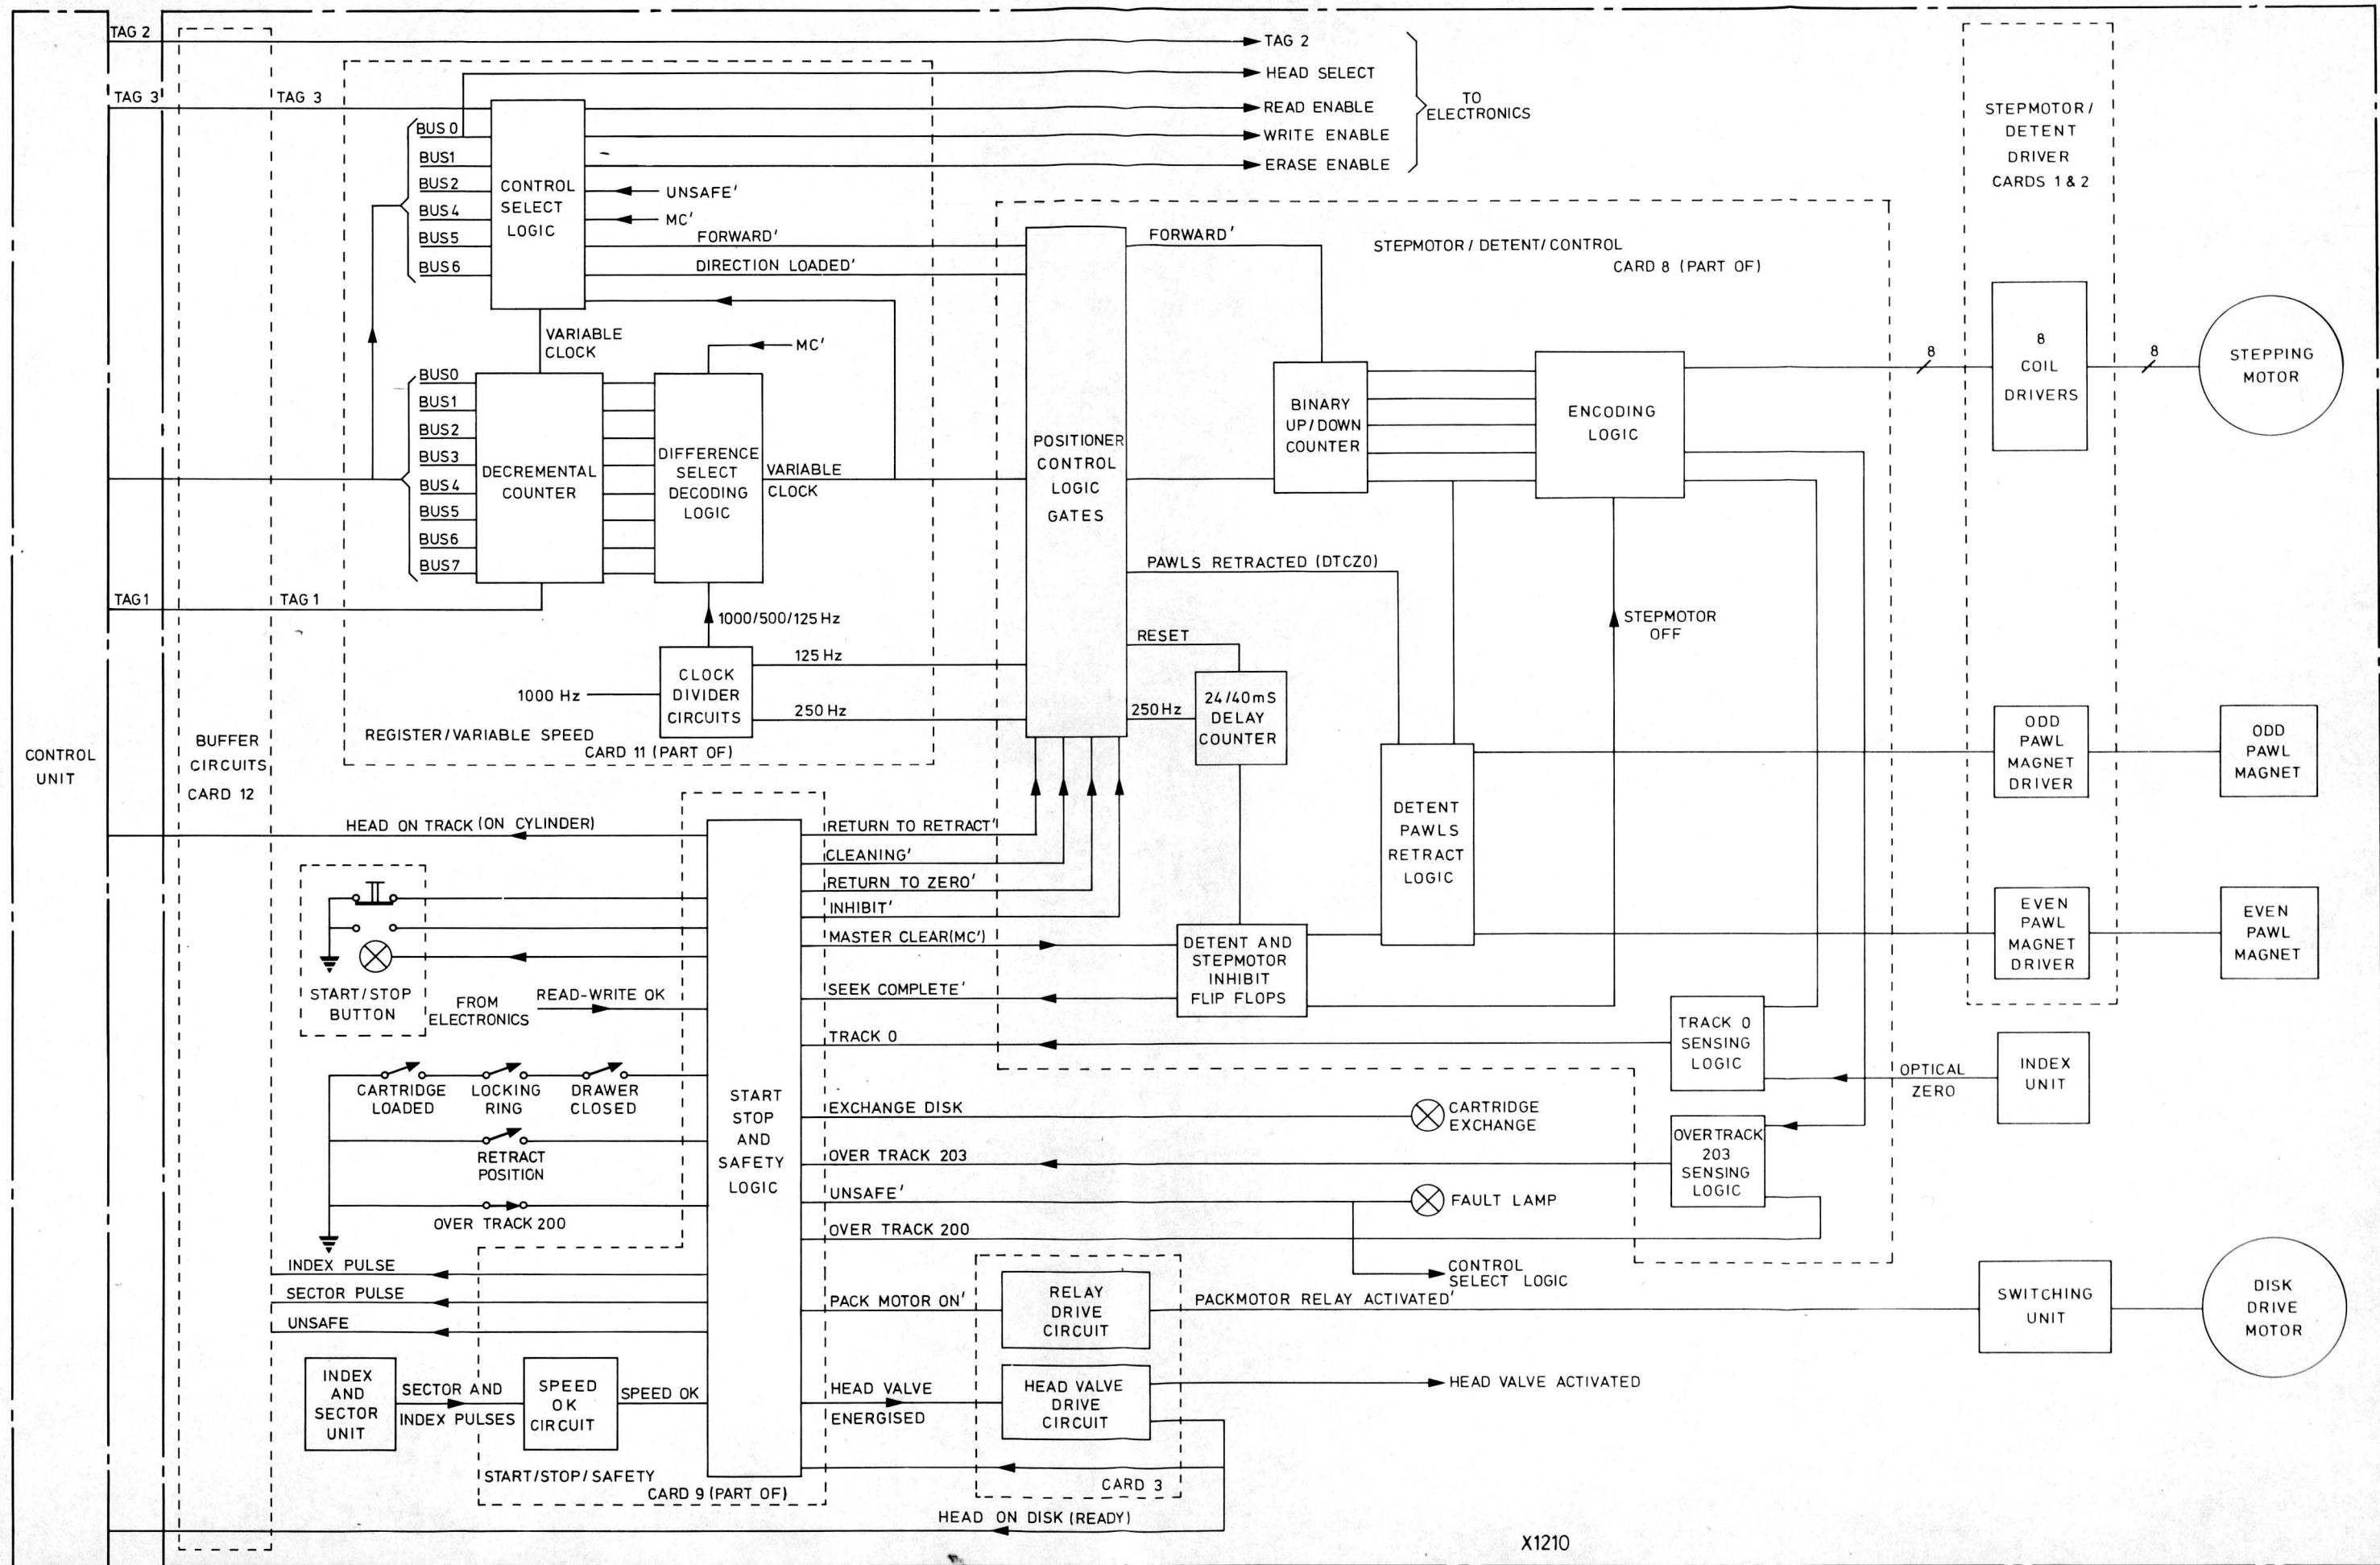 TAG 2
TAG 2
HEAD SELECT
TAG 3'
TAG 3
READ ENABLE
WRITE ENABLE
ERASE ENABLE
TO
ELECTRONICS
BUS 0
BUS1
BUS2
BUS4
BUS5
BUS6
CONTROL
SELECT
LOGIC
UNSAFE'
MC'
FORWARD'
DIRECTION LOADED'
VARIABLE
CLOCK
MC'
BUS0
BUS1
BUS2
BUS3
BUS4
BUS5
BUS6
BUS7
DECREMENTAL
COUNTER
DIFFERENCE
SELECT
DECODING
LOGIC
VARIABLE
CLOCK
TAG1
TAG 1
1000/500/125 Hz
1000 Hz
CLOCK
DIVIDER
CIRCUITS
125 Hz
250 Hz
REGISTER/VARIABLE SPEED
CARD 11 (PART OF)
CONTROL
UNIT
BUFFER
CIRCUITS
CARD 12
POSITIONER
CONTROL
LOGIC
GATES
FORWARD'
STEPMOTOR / DETENT/ CONTROL
CARD 8 (PART OF)
BINARY
UP/DOWN
COUNTER
ENCODING
LOGIC
PAWLS RETRACTED (DTCZ0)
RESET
250 Hz
24/40mS
DELAY
COUNTER
STEPMOTOR
OFF
DETENT
PAWLS
RETRACT
LOGIC
STEPMOTOR /
DETENT
DRIVER
CARDS 1 & 2
8
8
COIL
DRIVERS
8
STEPPING
MOTOR
ODD
PAWL
MAGNET
DRIVER
ODD
PAWL
MAGNET
EVEN
PAWL
MAGNET
DRIVER
EVEN
PAWL
MAGNET
HEAD ON TRACK (ON CYLINDER)
RETURN TO RETRACT'
CLEANING'
RETURN TO ZERO'
INHIBIT'
MASTER CLEAR(MC')
SEEK COMPLETE'
DETENT AND
STEPMOTOR
INHIBIT
FLIP FLOPS
START/STOP
BUTTON
FROM
ELECTRONICS
READ-WRITE OK
TRACK 0
TRACK 0
SENSING
LOGIC
OPTICAL
ZERO
INDEX
UNIT
CARTRIDGE
LOADED
LOCKING
RING
DRAWER
CLOSED
RETRACT
POSITION
OVER TRACK 200
START
STOP
AND
SAFETY
LOGIC
EXCHANGE DISK
CARTRIDGE
EXCHANGE
OVER TRACK 203
OVERTRACK
203
SENSING
LOGIC
UNSAFE'
FAULT LAMP
OVER TRACK 200
CONTROL
SELECT LOGIC
INDEX PULSE
SECTOR PULSE
UNSAFE
PACK MOTOR ON'
RELAY
DRIVE
CIRCUIT
PACKMOTOR RELAY ACTIVATED'
SWITCHING
UNIT
DISK
DRIVE
MOTOR
INDEX
AND
SECTOR
UNIT
SECTOR AND
INDEX PULSES
SPEED
OK
CIRCUIT
SPEED OK
HEAD VALVE
ENERGISED
HEAD VALVE
DRIVE
CIRCUIT
HEAD VALVE ACTIVATED
START/STOP/SAFETY
CARD 9 (PART OF)
CARD 3
HEAD ON DISK (READY)
X1210